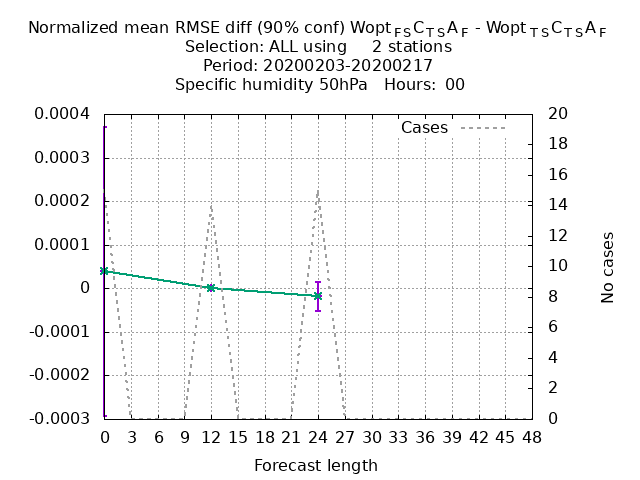 Normalized mean RMSE diff (90% conf) Wopt FS C TS A F - Wopt TS C TS A F
Selection: ALL using 2 stations
Period: 20200203-20200217
Specific humidity 50hPa Hours: 00
Cases
0.0004
0.0003
0.0002
0.0001
0
-0.0001
-0.0002
-0.0003
20
18
16
14
12
10
8
6
4
2
0
No cases
0 3 6 9 12 15 18 21 24 27 30 33 36 39 42 45 48
Forecast length